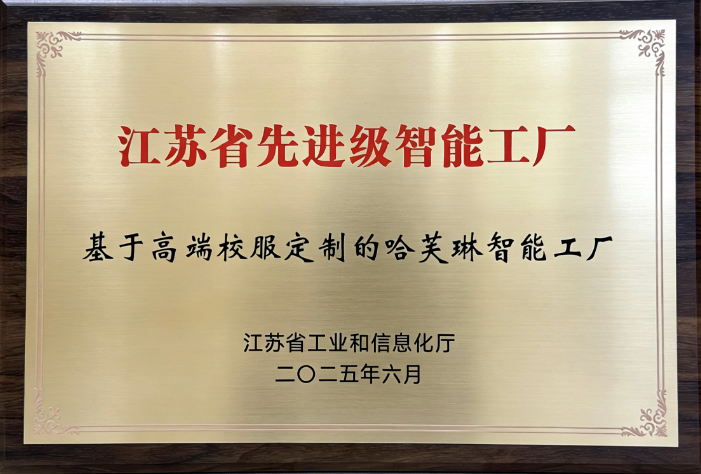 江苏省先进级智能工厂
基于高端校服定制的哈芙琳智能工厂
江苏省工业和信息化厅
二〇二五年六月